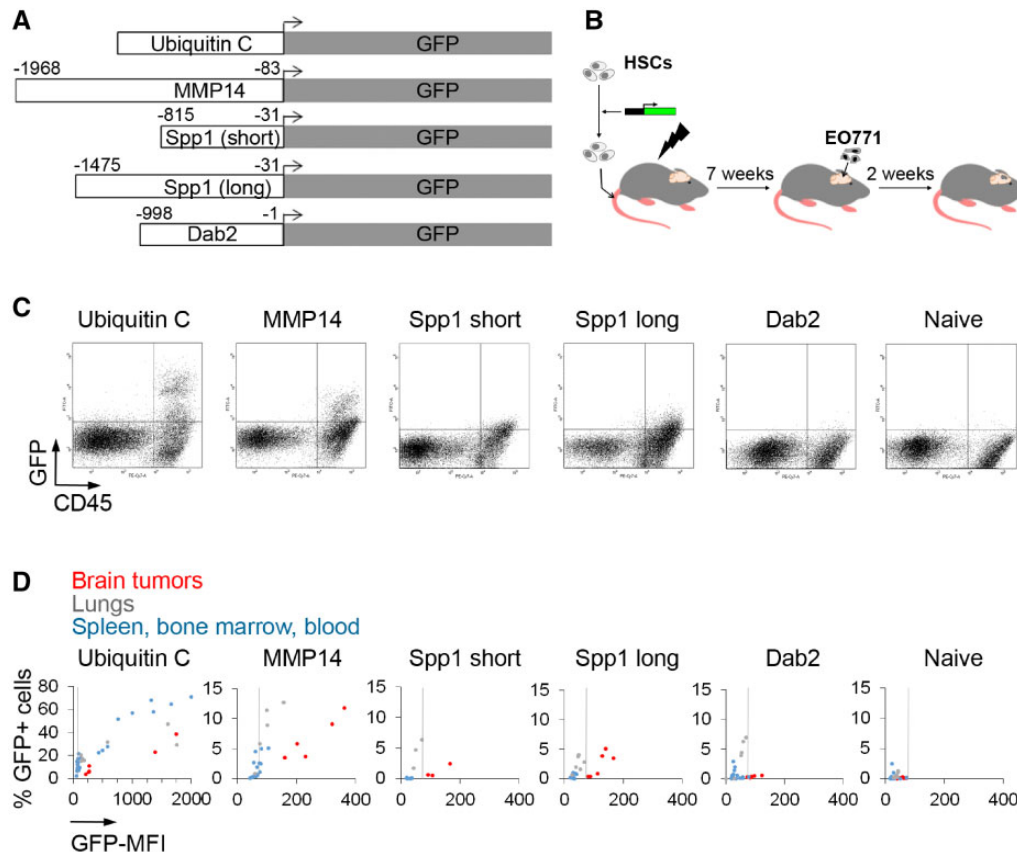 A
Ubiquitin C GFP
-1968 -83
MMP14 GFP
-815 -31
Spp1 (short) GFP
-1475 -31
Spp1 (long) GFP
-998 -1
Dab2 GFP
B
HSCs
EO771
7 weeks 2 weeks
C
Ubiquitin C MMP14 Spp1 short Spp1 long Dab2 Naive
GFP
CD45
D
Brain tumors
Lungs
Spleen, bone marrow, blood
Ubiquitin C MMP14 Spp1 short Spp1 long Dab2 Naive
% GFP+ cells
80 15 15 15 15 15
60 10 10 10 10 10
40
20 5 5 5 5 5
0 0 0 0 0 0
0 1000 2000 0 200 400 0 200 400 0 200 400 0 200 400 0 200 400
GFP-MFI